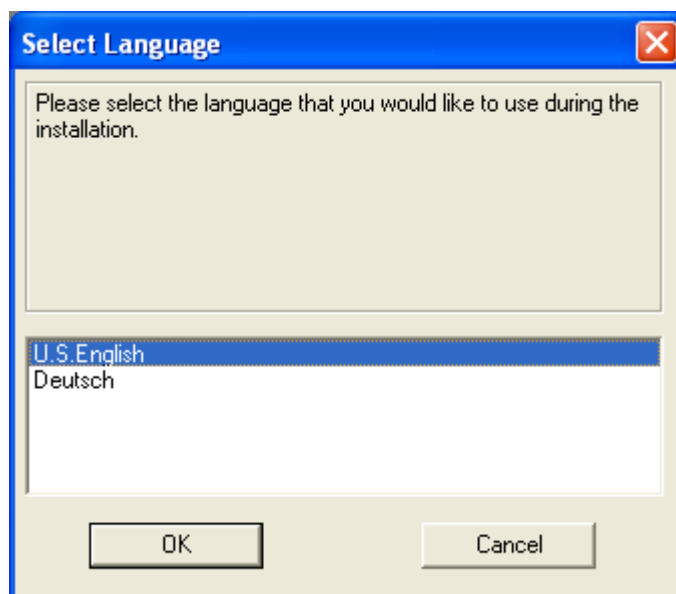 Select Language
Please select the language that you would like to use during the
installation.
U.S.English
Deutsch
OK
Cancel